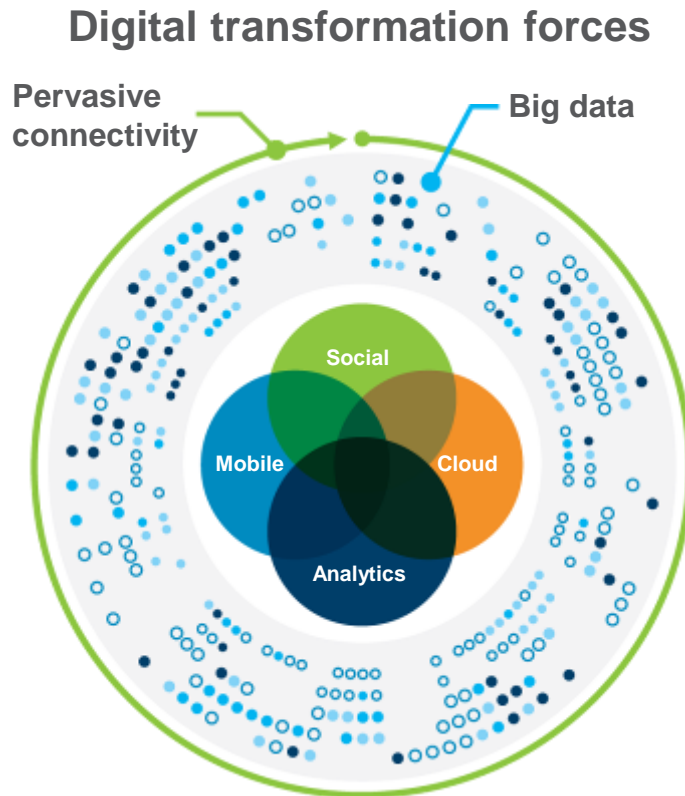 Digital transformation forces
Pervasive
connectivity
Big data
Social
Mobile
Cloud
Analytics